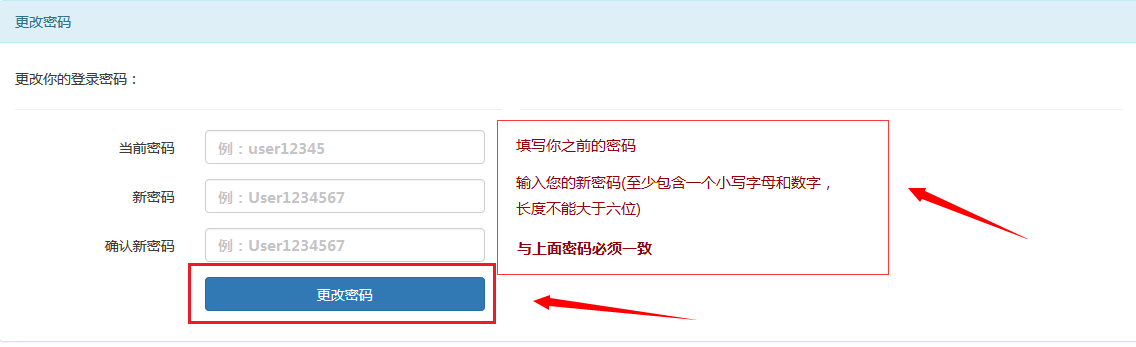 更改密码
更改你的登录密码：
当前密码
例：user12345
填写你之前的密码
新密码
例：User1234567
输入您的新密码(至少包含一个小写字母和数字，
长度不能大于六位)
确认新密码
例：User1234567
与上面密码必须一致
更改密码